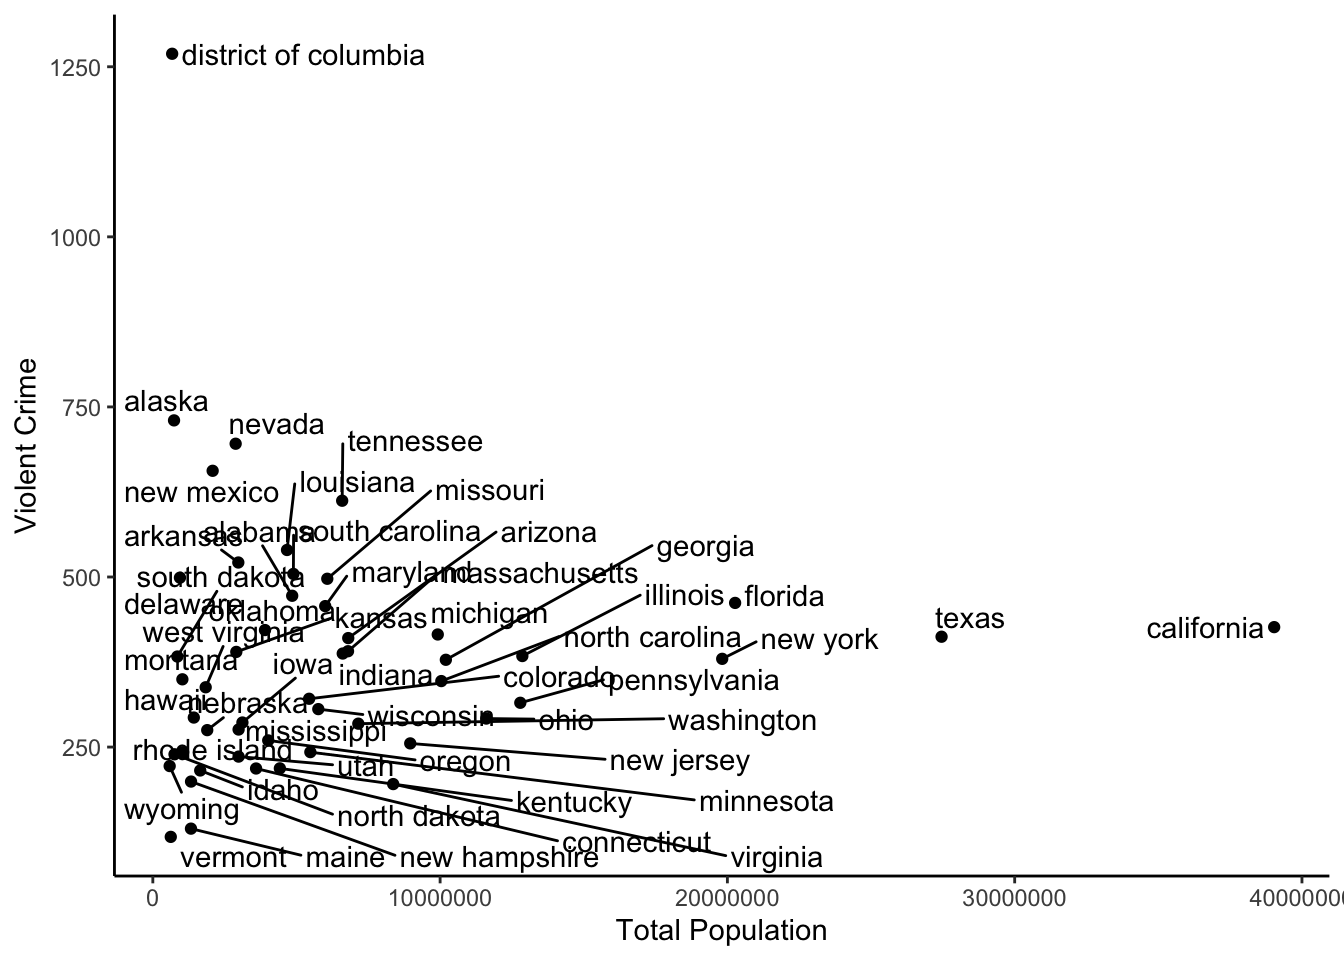 district of columbia
1250
1000
Violent Crime
alaska
750
nevada
tennessee
louisiana
new mexico
missouri
arkansas
alabama
south carolina
arizona
georgia
500
south dakota
maryland
massachusetts
delaware
oklahoma
kansas
michigan
illinois
florida
texas
california
west virginia
north carolina
new york
montana
iowa
indiana
colorado
pennsylvania
hawaii
nebraska
wisconsin
ohio
washington
mississippi
250
rhode island
utah
oregon
new jersey
idaho
kentucky
minnesota
wyoming
north dakota
connecticut
vermont
maine
new hampshire
virginia
0
10000000
20000000
30000000
4000000
Total Population